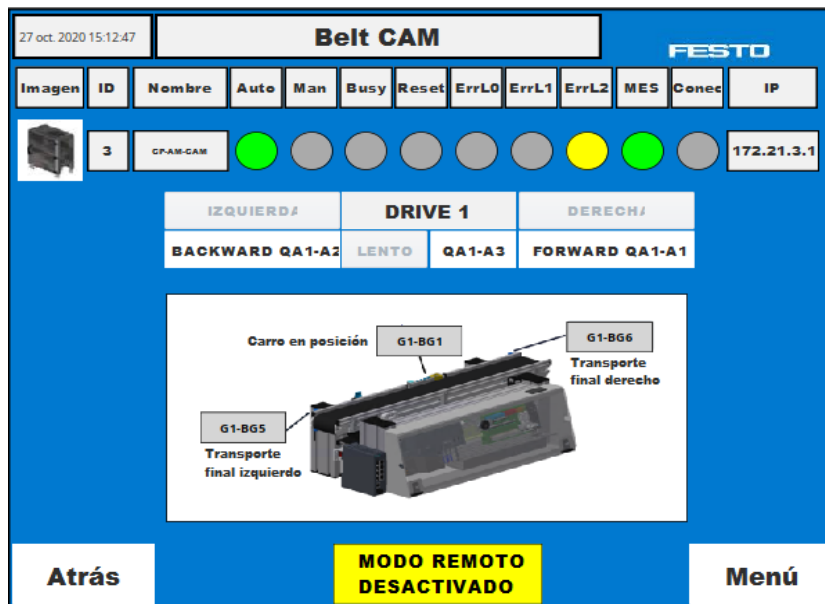 27 oct. 2020 15:12:47
Belt CAM
FESTO
Imagen ID Nombre Auto Man Busy Reset ErrL0 ErrL1 ErrL2 MES Conec IP
3 CP-AM-CAM 172.21.3.1
IZQUIERDA DRIVE 1 DERECHA
BACKWARD QA1-A2 LENTO QA1-A3 FORWARD QA1-A1
Carro en posición G1-BG1 G1-BG6
Transporte
final derecho
G1-BG5
Transporte
final izquierdo
Atrás
MODO REMOTO
DESACTIVADO
Menú